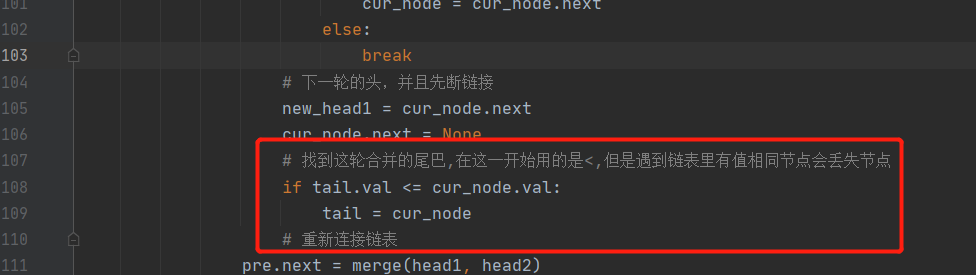 101 cur_node = cur_node.next
102 else:
103 break
104 # 下一轮的头，并且先断链接
105 new_head1 = cur_node.next
106 cur_node.next = None
107 # 找到这轮合并的尾巴,在这一开始用的是<,但是遇到链表里有值相同节点会丢失节点
108 if tail.val <= cur_node.val:
109 tail = cur_node
110 # 重新连接链表
111 pre.next = merge(head1, head2)